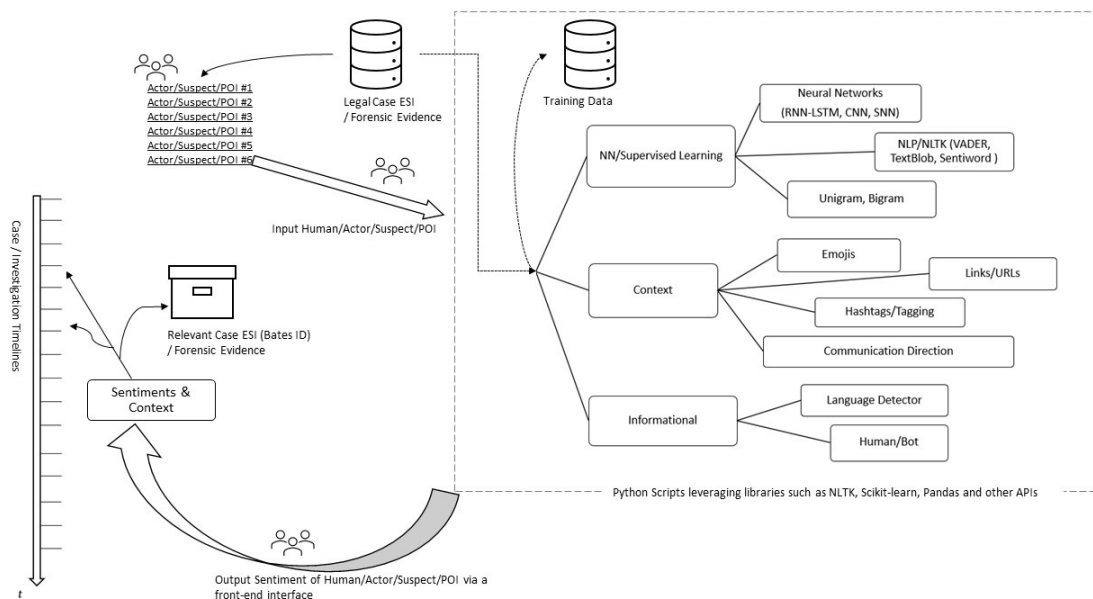 Actor/Suspect/POI #1
Actor/Suspect/POI #2
Actor/Suspect/POI #3
Actor/Suspect/POI #4
Actor/Suspect/POI #5
Actor/Suspect/POI #6
Legal Case ESI
/ Forensic Evidence
Training Data
Input Human/Actor/Suspect/POI
NN/Supervised Learning
Neural Networks
(RNN-LSTM, CNN, SNN)
NLP/NLTK (VADER,
TextBlob, Sentiword )
Unigram, Bigram
Context
Emojis
Links/URLs
Hashtags/Tagging
Communication Direction
Informational
Language Detector
Human/Bot
Python Scripts leveraging libraries such as NLTK, Scikit-learn, Pandas and other APIs
Case / Investigation Timelines
Relevant Case ESI (Bates ID)
/ Forensic Evidence
Sentiments &
Context
Output Sentiment of Human/Actor/Suspect/POI via a
front-end interface
t